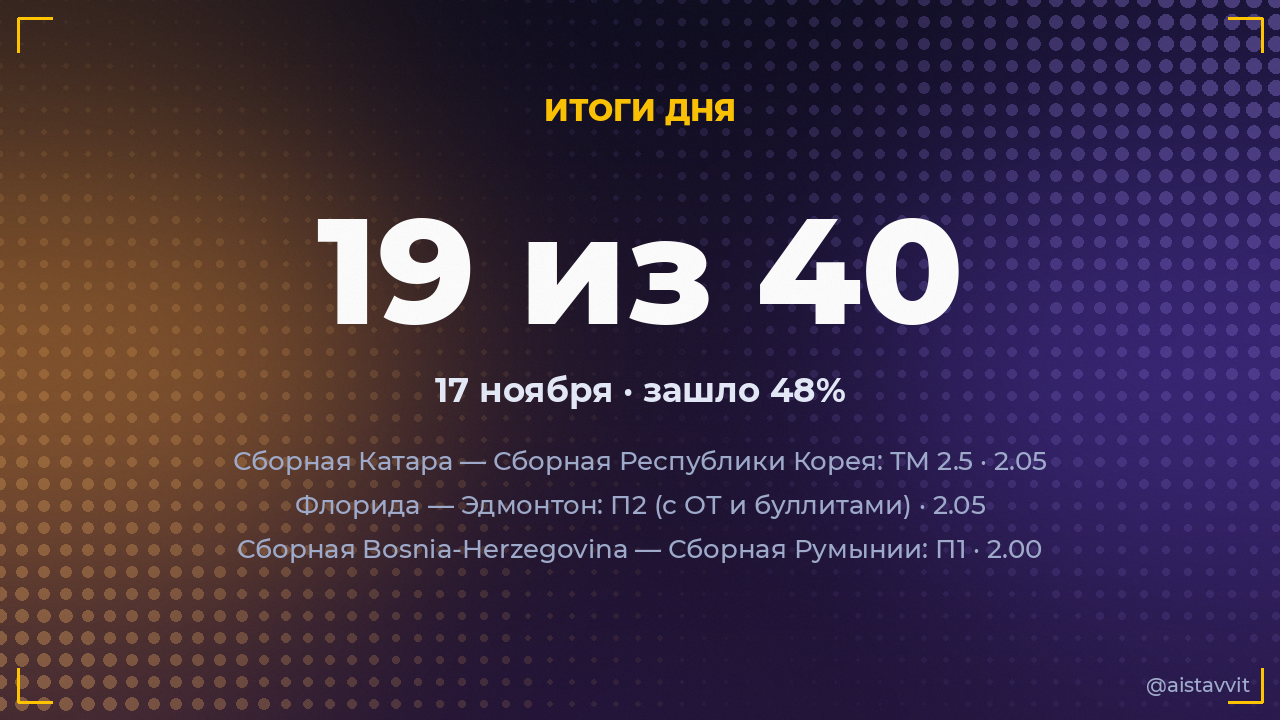 ИТОГИ ДНЯ
19 из 40
17 ноября · зашло 48%
Сборная Катара — Сборная Республики Корея: ТМ 2.5 · 2.05
Флорида — Эдмонтон: П2 (с ОТ и буллитами) · 2.05
Сборная Bosnia-Herzegovina — Сборная Румынии: П1 · 2.00
@aistavvit